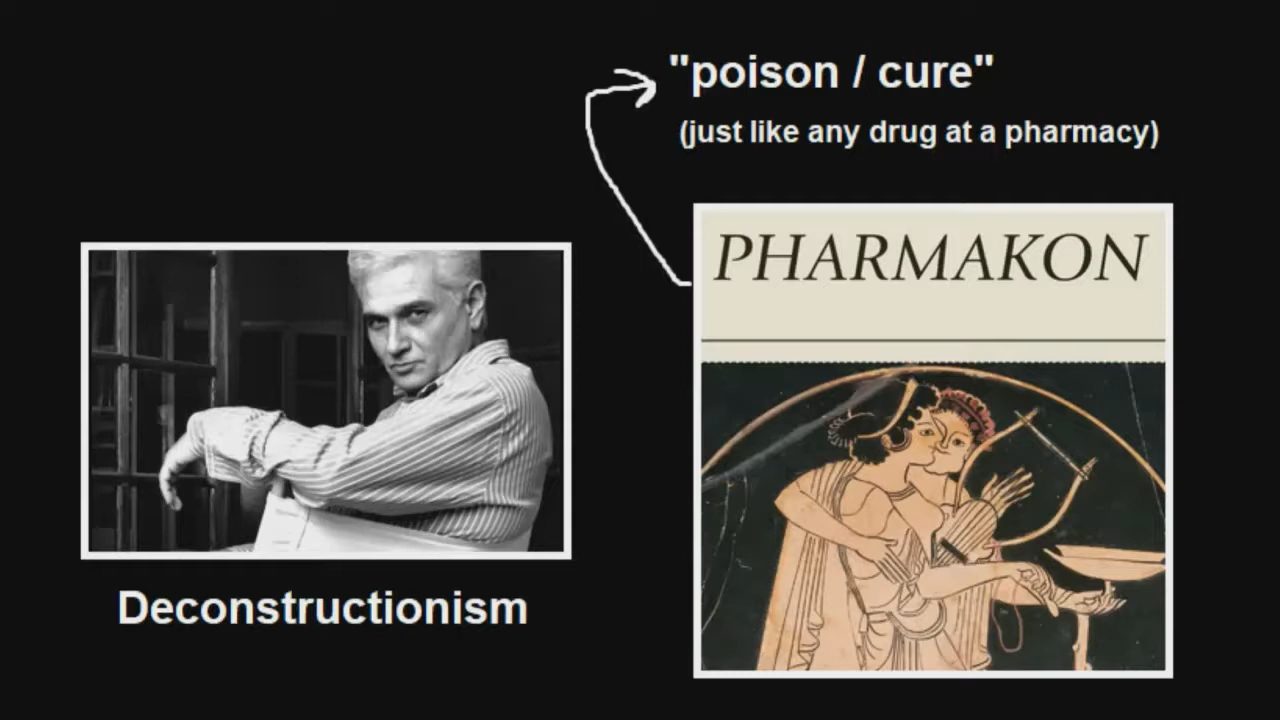 "poison / cure"
(just like any drug at a pharmacy)
PHARMAKON
Deconstructionism